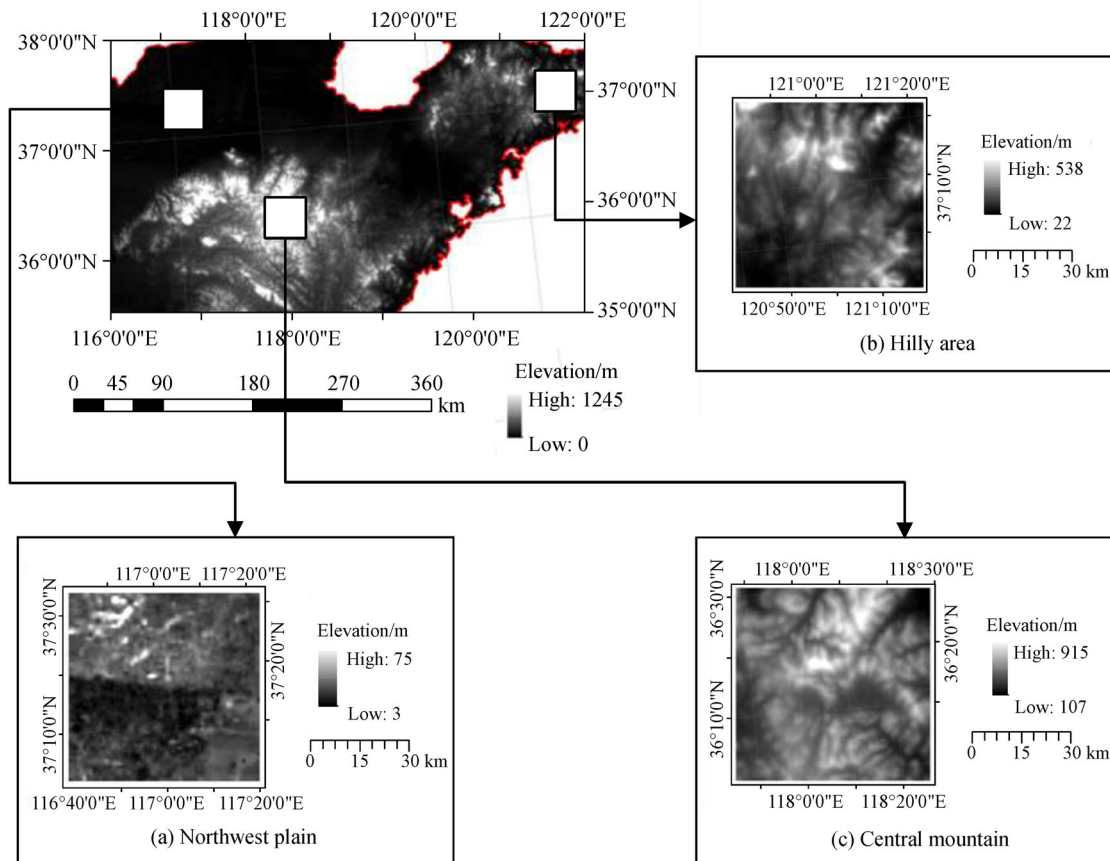 118°0'0"E 120°0'0"E 122°0'0"E
38°0'0"N
37°0'0"N
37°0'0"N
36°0'0"N
36°0'0"N
35°0'0"N
116°0'0"E 118°0'0"E 120°0'0"E
0 45 90 180 270 360
km
Elevation/m
High: 1245
Low: 0
121°0'0"E 121°20'0"E
37°10'0"N
120°50'0"E 121°10'0"E
Elevation/m
High: 538
Low: 22
0 15 30 km
(b) Hilly area
117°0'0"E 117°20'0"E
37°30'0"N
37°20'0"N
37°10'0"N
116°40'0"E 117°0'0"E 117°20'0"E
Elevation/m
High: 75
Low: 3
0 15 30 km
(a) Northwest plain
118°0'0"E 118°30'0"E
36°30'0"N
36°20'0"N
36°10'0"N
118°0'0"E 118°20'0"E
Elevation/m
High: 915
Low: 107
0 15 30 km
(c) Central mountain